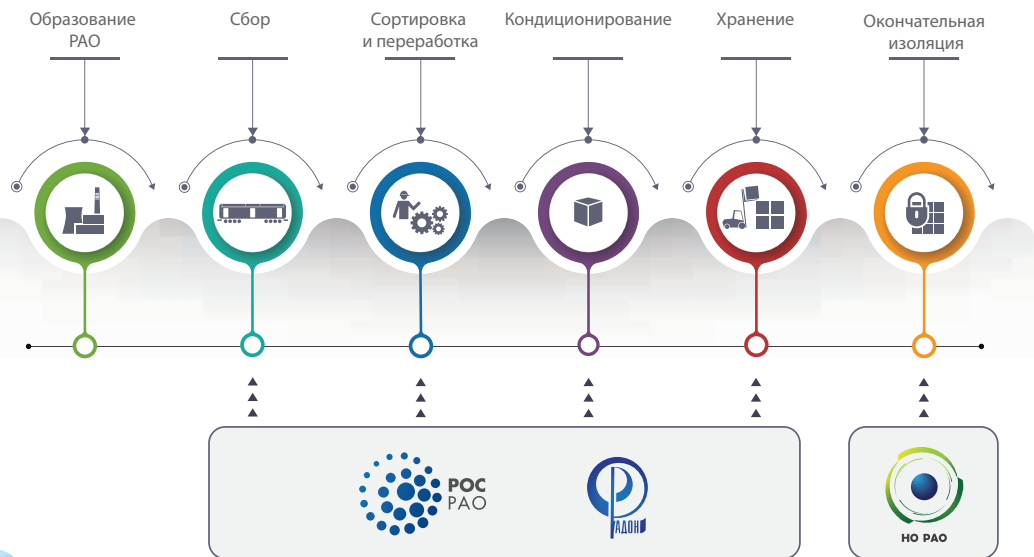 Образование
РАО
Сбор
Сортировка
и переработка
Кондиционирование
Хранение
Окончательная
изоляция
РОС
РАО
РАДОН
НО РАО